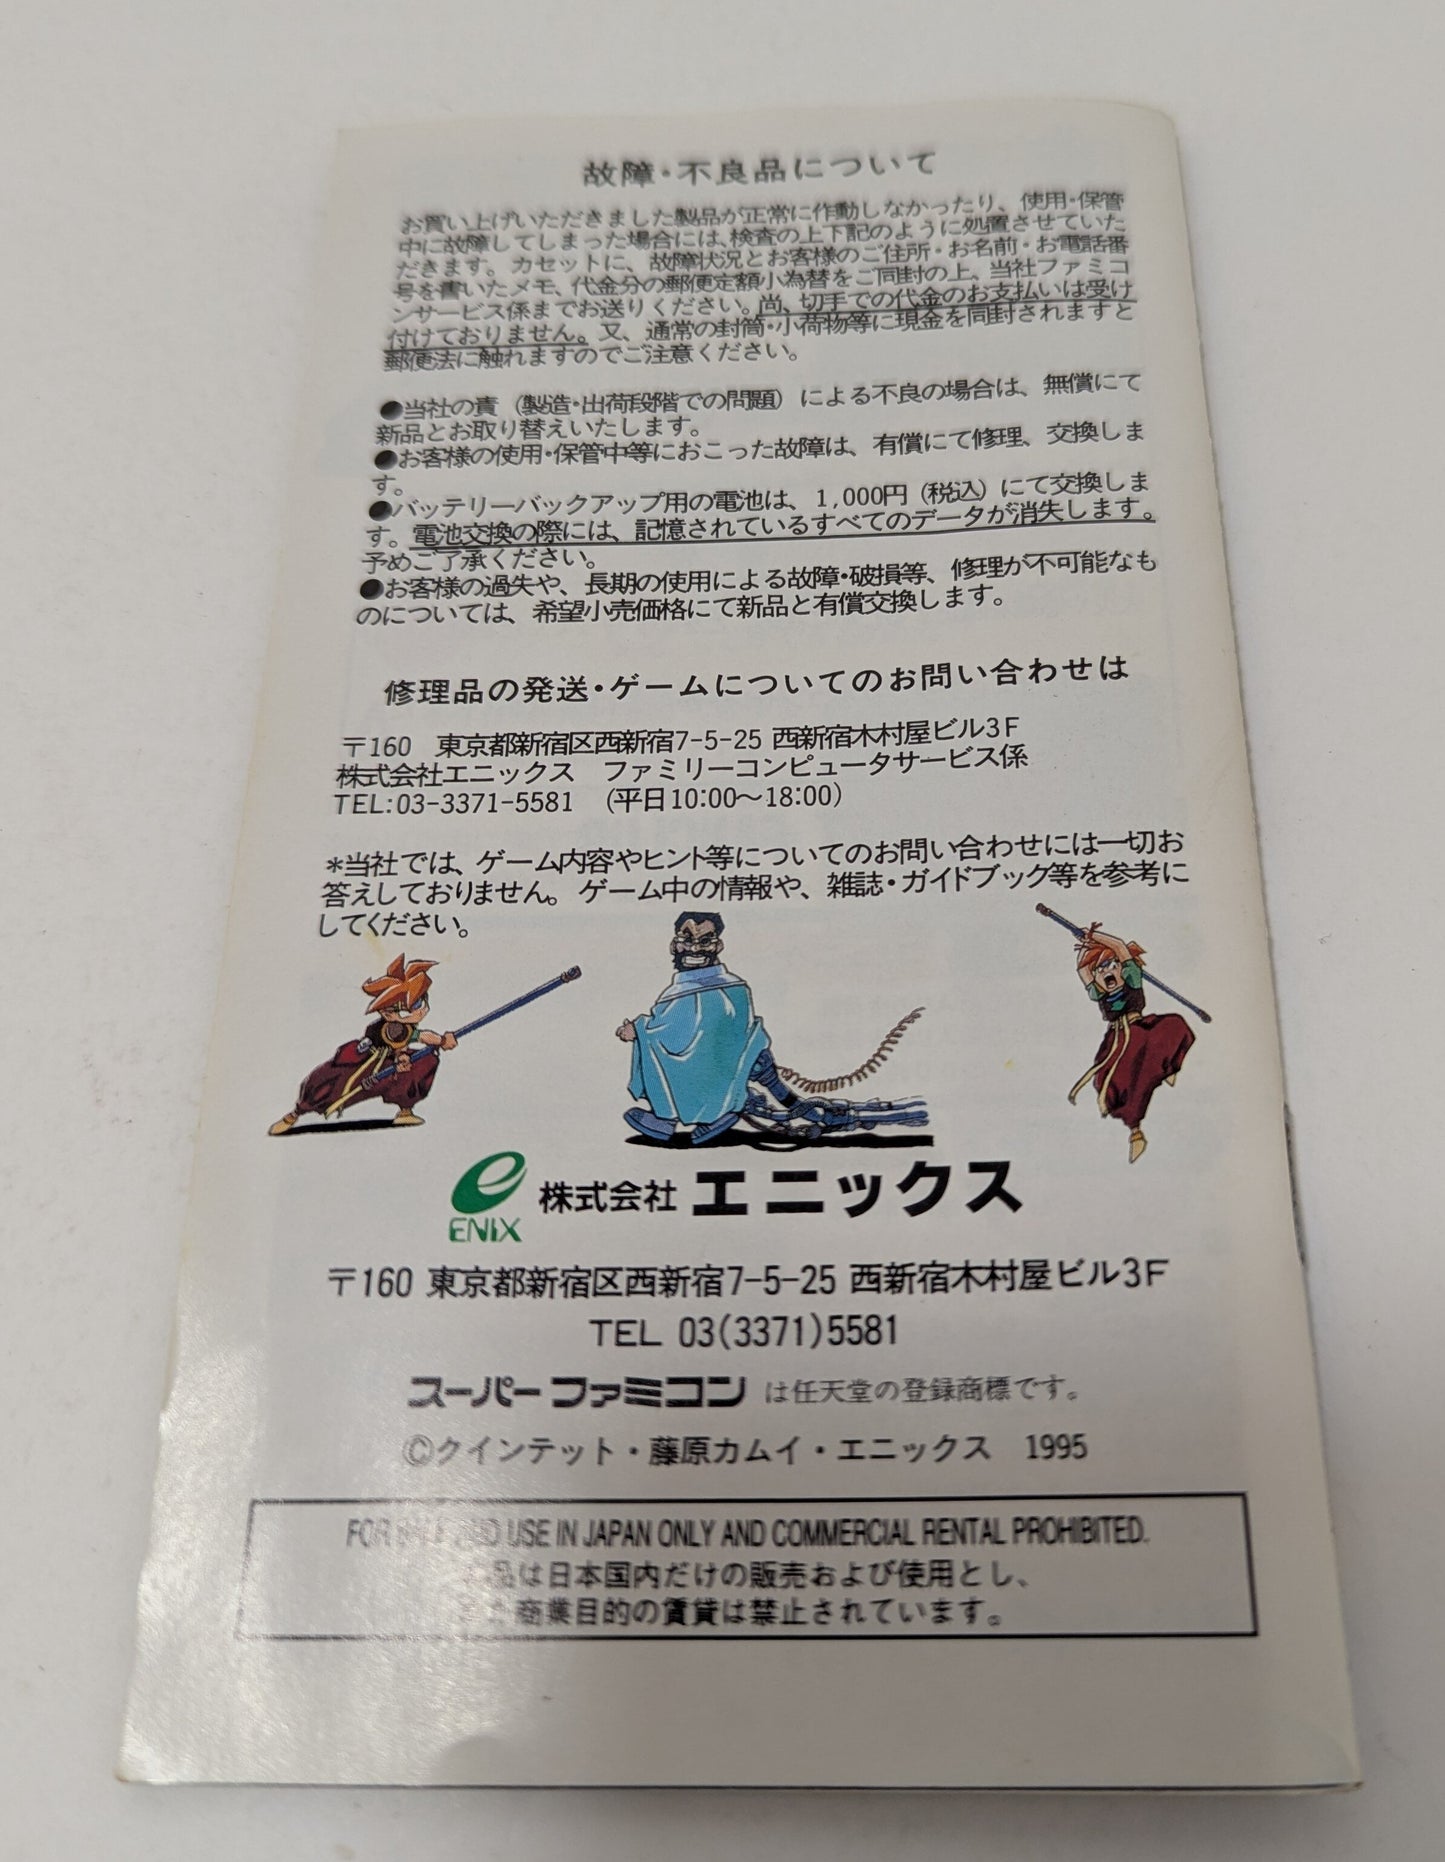 故障・不良品について
お買い上げいただきました製品が正常に作動しなかったり、使用・保管
中に故障してしまった場合には、検査の上下記のように処置させていた
だきます。カセットに、故障状況とお客様のご住所・お名前・お電話番
号を書いたメモ、代金分の郵便定額小為替をご同封の上、当社ファミコ
ンサービス係までお送りください。尚、切手での代金のお支払いは受け
付けておりません。又、通常の封筒・小荷物等に現金を同封されますと
郵便法に触れますのでご注意ください。
●当社の責（製造・出荷段階での問題）による不良の場合は、無償にて
新品とお取り替えいたします。
●お客様の使用・保管中等におこった故障は、有償にて修理、交換しま
す。
●バッテリーバックアップ用の電池は、1,000円（税込）にて交換しま
す。電池交換の際には、記憶されているすべてのデータが消失します。
予めご了承ください。
●お客様の過失や、長期の使用による故障・破損等、修理が不可能なも
のについては、希望小売価格にて新品と有償交換します。
修理品の発送・ゲームについてのお問い合わせは
〒160 東京都新宿区西新宿7-5-25 西新宿木村屋ビル3F
株式会社エニックス ファミリーコンピュータサービス係
TEL:03-3371-5581 (平日10:00〜18:00)
*当社では、ゲーム内容やヒント等についてのお問い合わせには一切お
答えしておりません。ゲーム中の情報や、雑誌・ガイドブック等を参考に
してください。
ENIX 株式会社 エニックス
〒160 東京都新宿区西新宿7-5-25 西新宿木村屋ビル3F
TEL 03(3371)5581
スーパーファミコン は任天堂の登録商標です。
©クインテット・藤原カムイ・エニックス 1995
FOR USE IN JAPAN ONLY AND COMMERCIAL RENTAL PROHIBITED.
品は日本国内だけの販売および使用とし、
商業目的の賃貸は禁止されています。